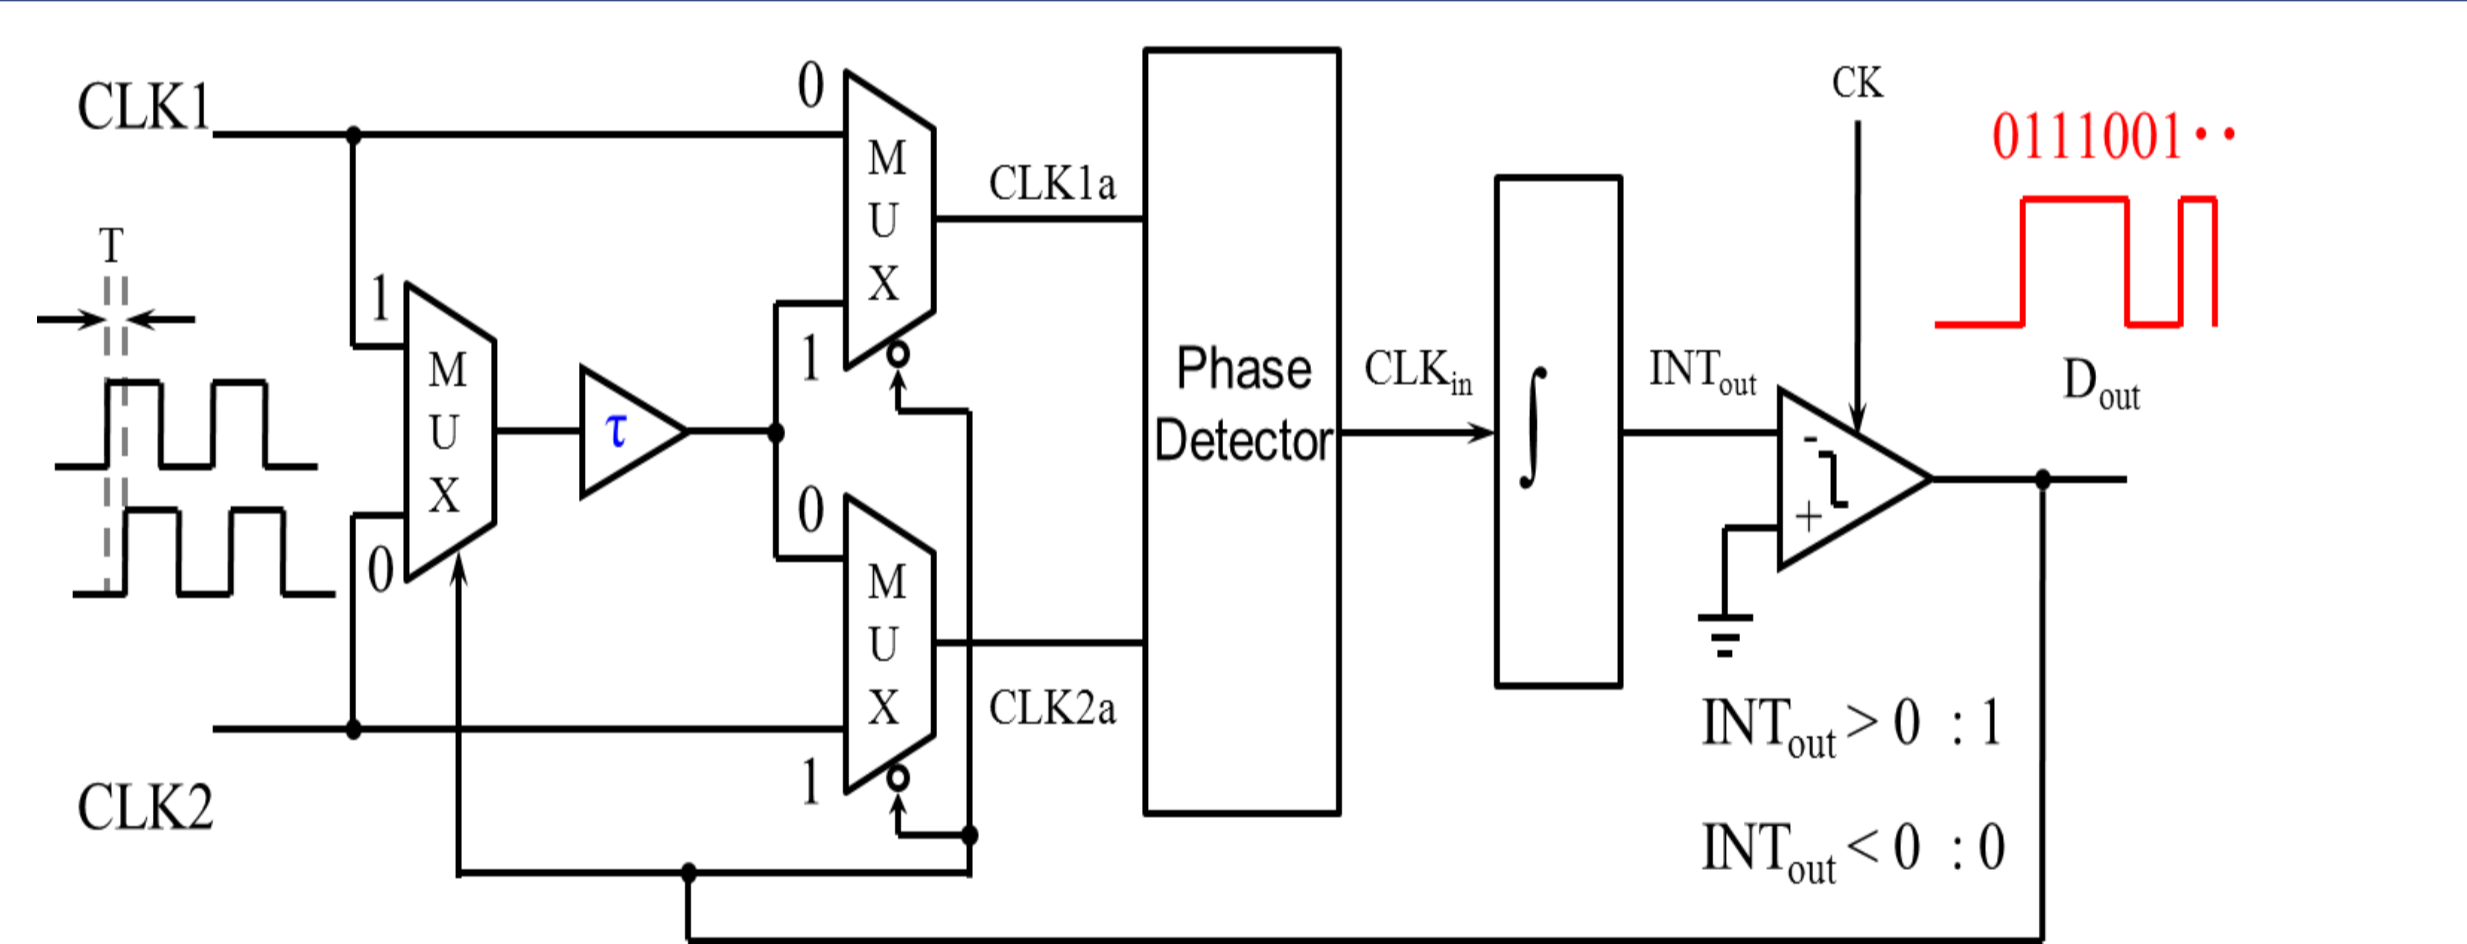 CLK1
0
CK
0111001··
M
U
X
CLK1a
T
1
M
U
X
0
τ
1
0
M
U
X
1
Phase
Detector
CLKin
∫
INTout
-
+
Dout
CLK2a
CLK2
INTout > 0 : 1
INTout < 0 : 0